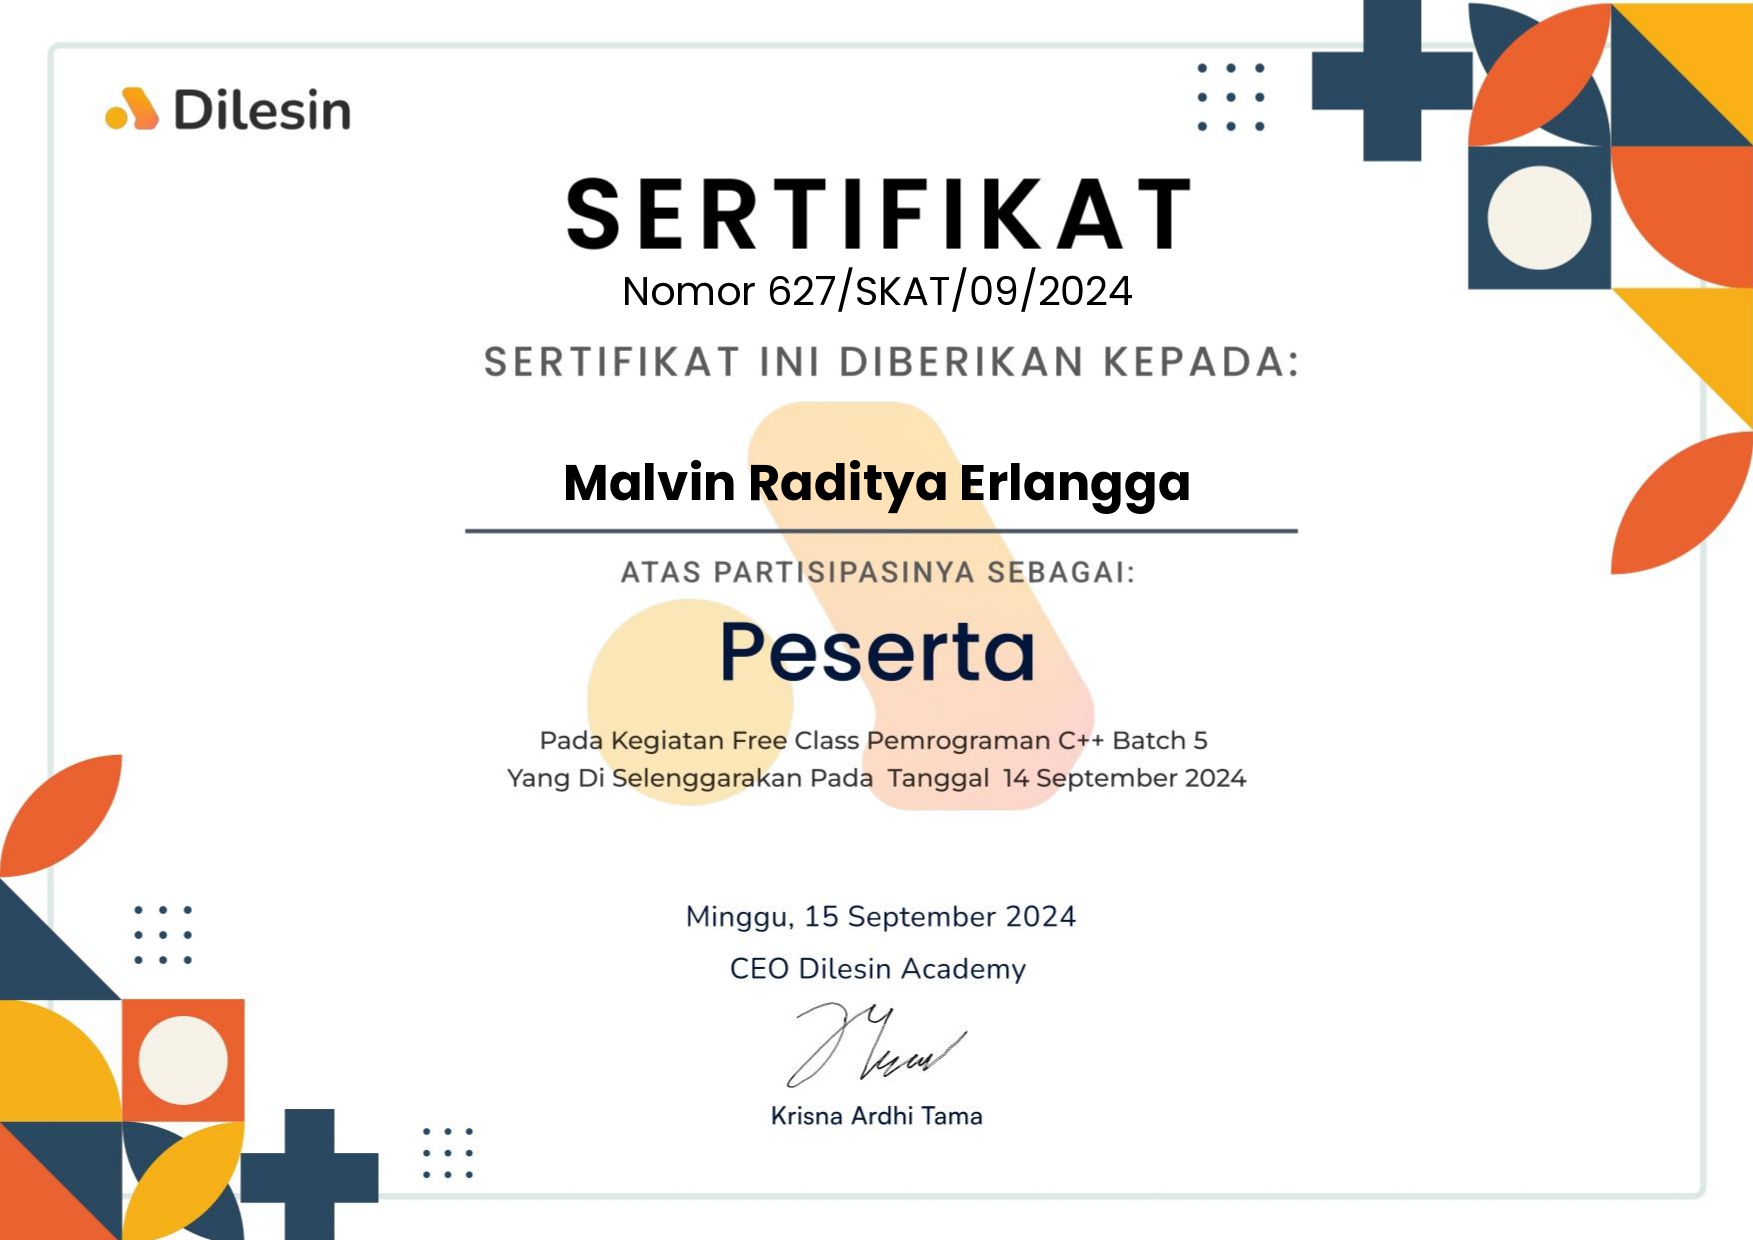 Dilesin
SERTIFIKAT
Nomor 627/SKAT/09/2024
SERTIFIKAT INI DIBERIKAN KEPADA:
Malvin Raditya Erlangga
ATAS PARTISIPASINYA SEBAGAI:
Peserta
Pada Kegiatan Free Class Pemrograman C++ Batch 5
Yang Di Selenggarakan Pada Tanggal 14 September 2024
Minggu, 15 September 2024
CEO Dilesin Academy
Krisna Ardhi Tama